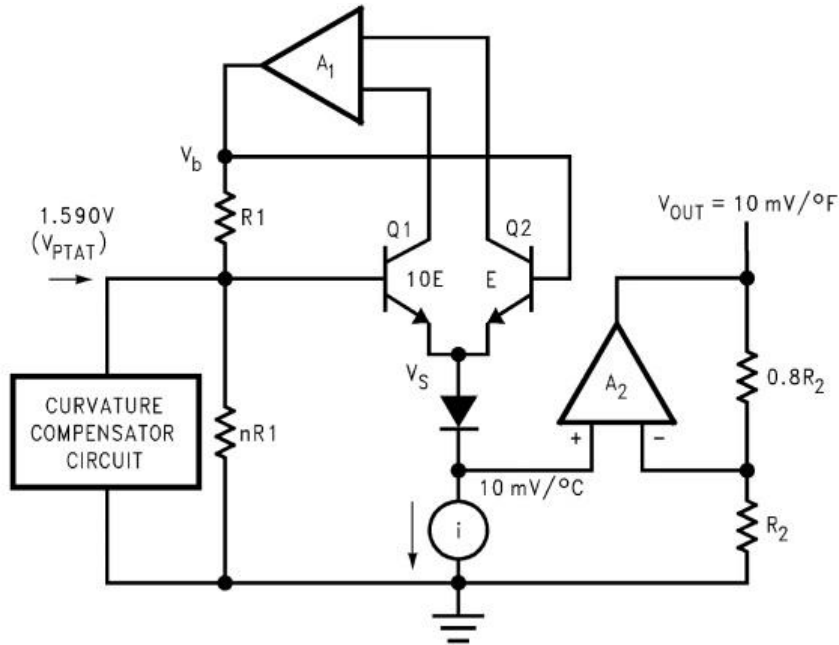 A1
Vb
1.590V
(VPTAT)
R1
Q1
Q2
VOUT = 10 mV/°F
10E
E
VS
A2
0.8R2
CURVATURE
COMPENSATOR
CIRCUIT
nR1
+
−
10 mV/°C
i
R2